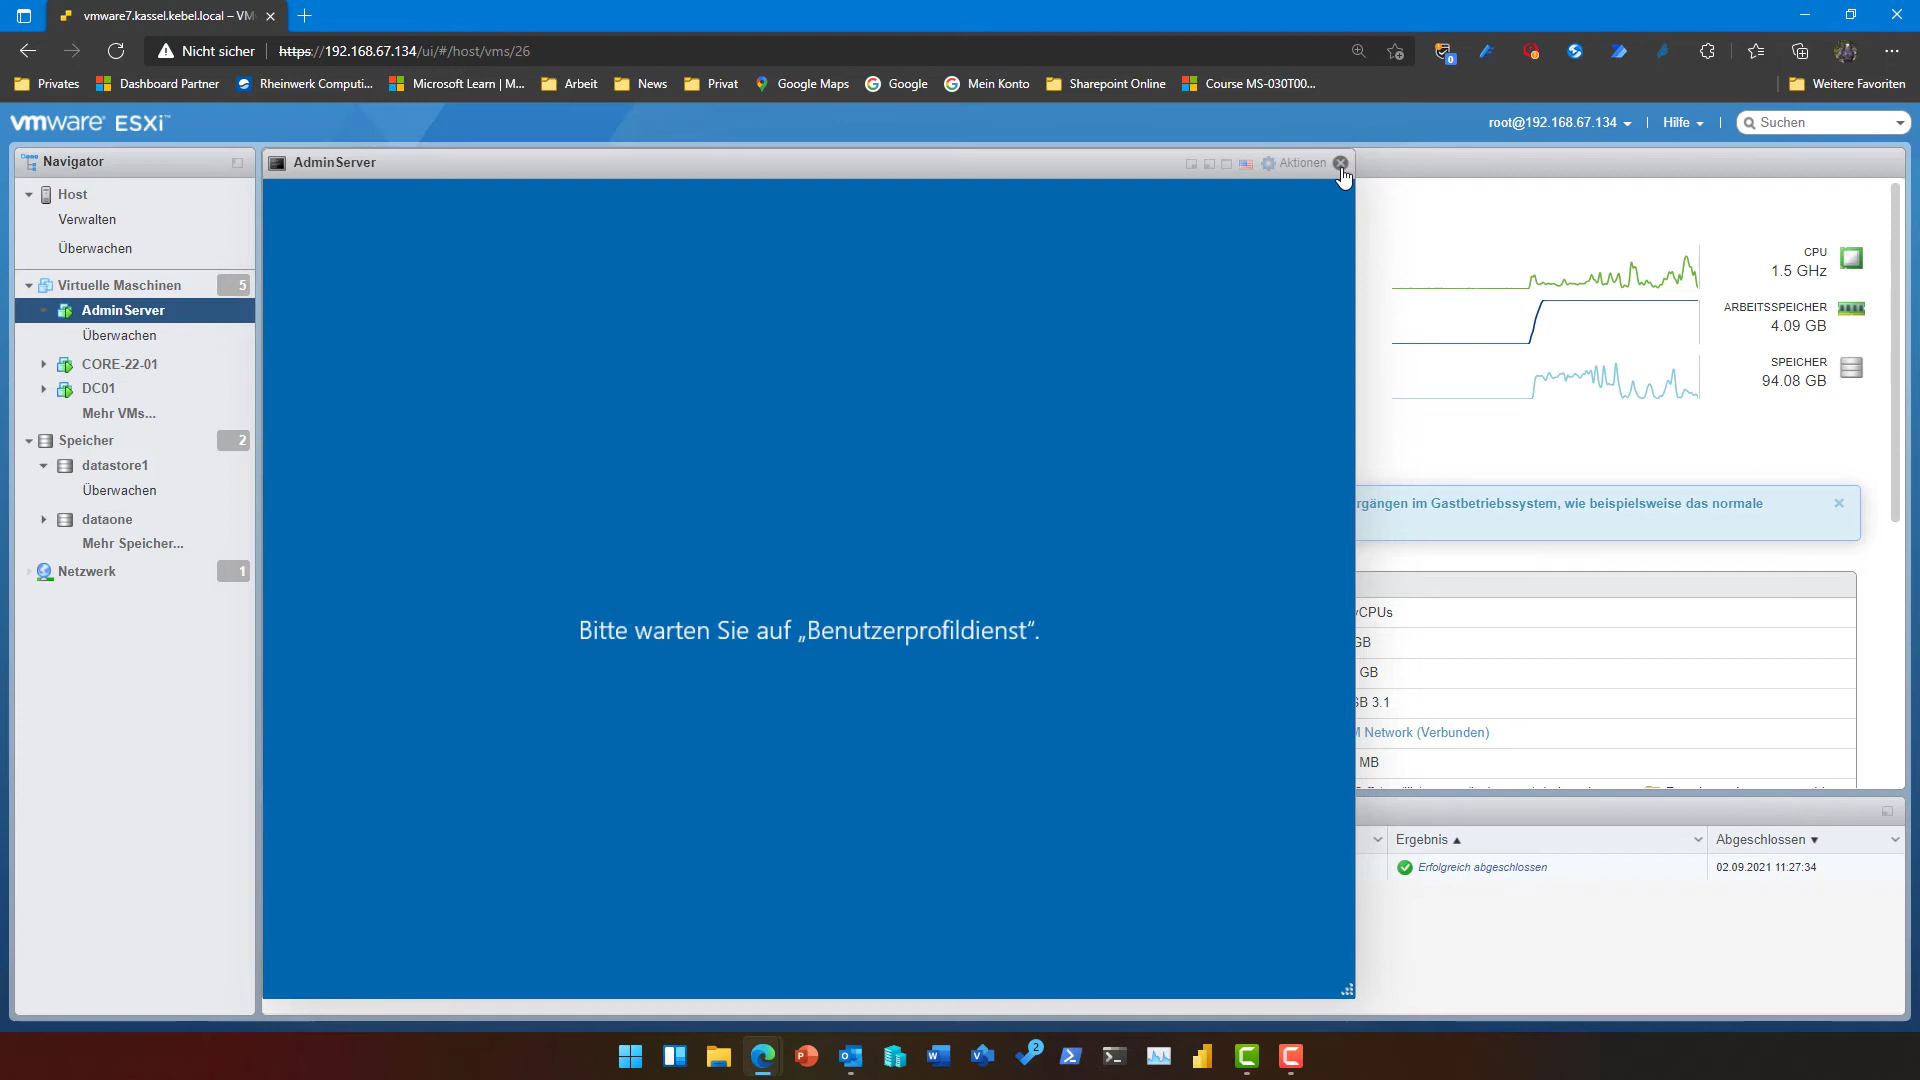 vmware7.kassel.kebel.local – VM
Nicht sicher
https://192.168.67.134/ui/#/host/vms/26
0
Privates
Dashboard Partner
Rheinwerk Computi...
Microsoft Learn | M...
Arbeit
News
Privat
Google Maps
Google
Mein Konto
Sharepoint Online
Course MS-030T00...
Weitere Favoriten
vmware ESXi™
root@192.168.67.134
Hilfe
Suchen
Navigator
Host
Verwalten
Überwachen
Virtuelle Maschinen
5
AdminServer
Überwachen
CORE-22-01
DC01
Mehr VMs...
Speicher
2
datastore1
Überwachen
dataone
Mehr Speicher...
Netzwerk
1
AdminServer
Aktionen
Bitte warten Sie auf „Benutzerprofildienst“.
CPU
1.5 GHz
ARBEITSSPEICHER
4.09 GB
SPEICHER
94.08 GB
rgängen im Gastbetriebssystem, wie beispielsweise das normale
vCPUs
GB
GB
SB 3.1
M Network (Verbunden)
MB
Ergebnis
Abgeschlossen
Erfolgreich abgeschlossen
02.09.2021 11:27:34
2